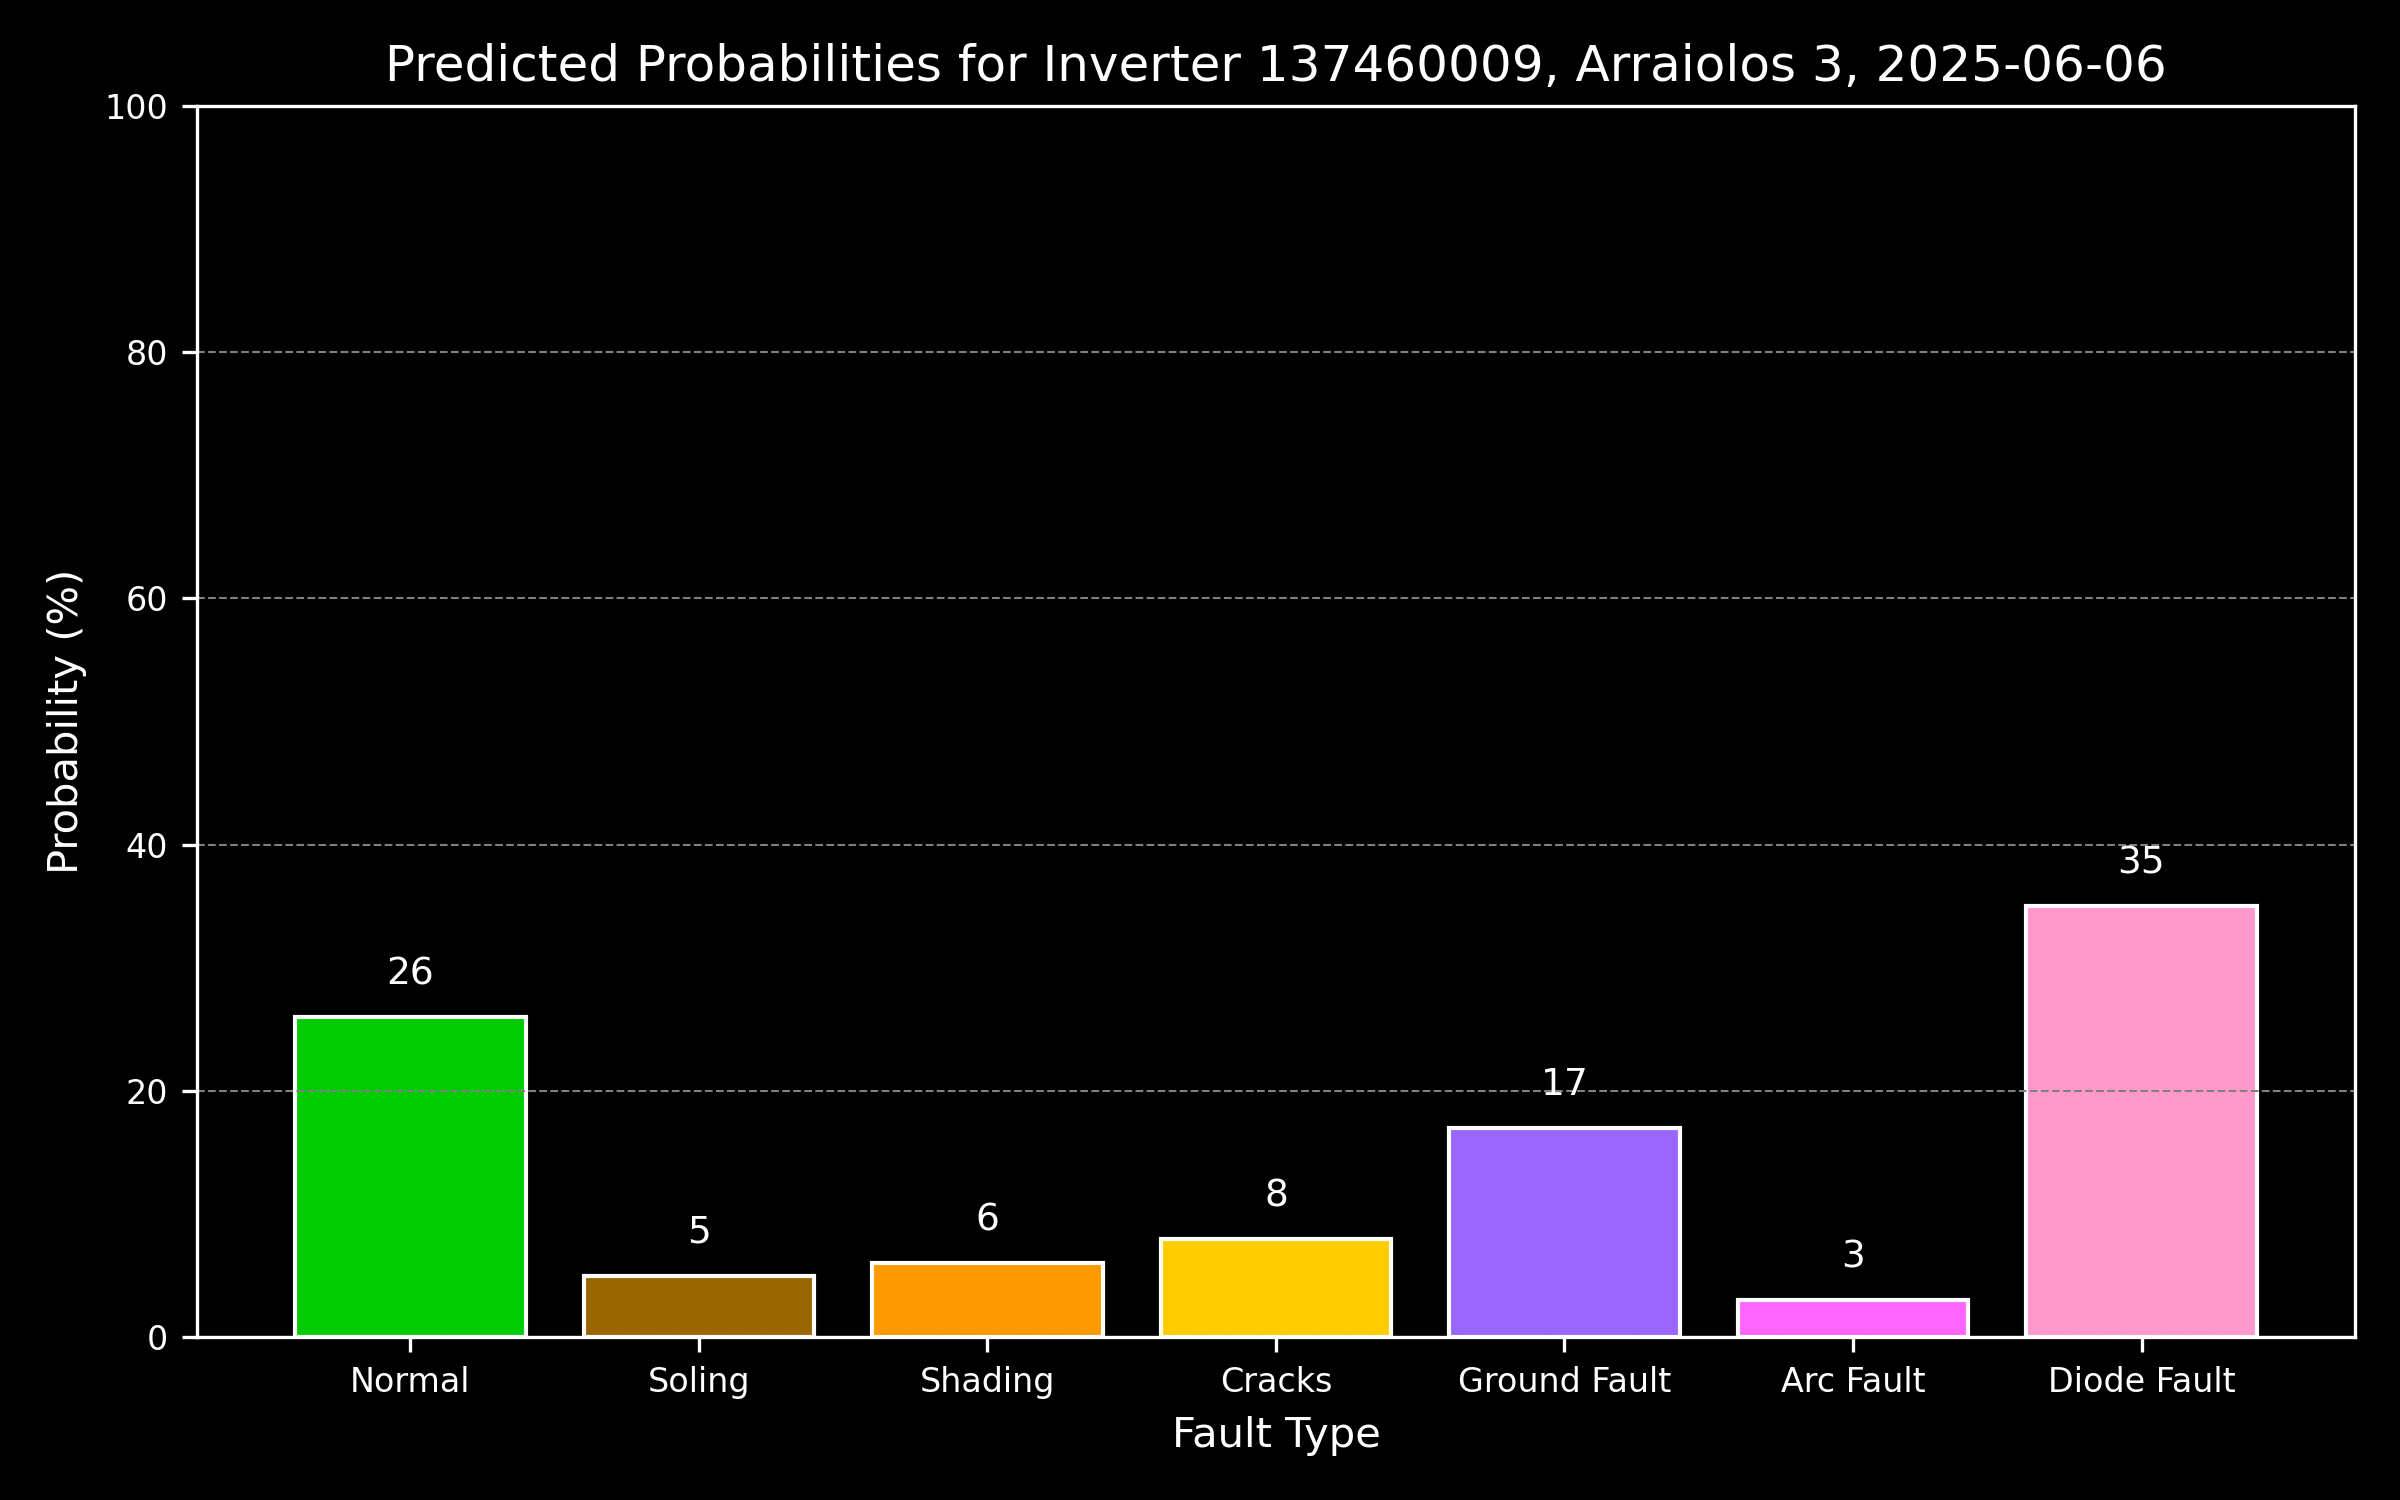 Predicted Probabilities for Inverter 137460009, Arraiolos 3, 2025-06-06
100
80
60
40
20
0
Probability (%)
26
5
6
8
17
3
35
Normal
Soling
Shading
Cracks
Ground Fault
Arc Fault
Diode Fault
Fault Type